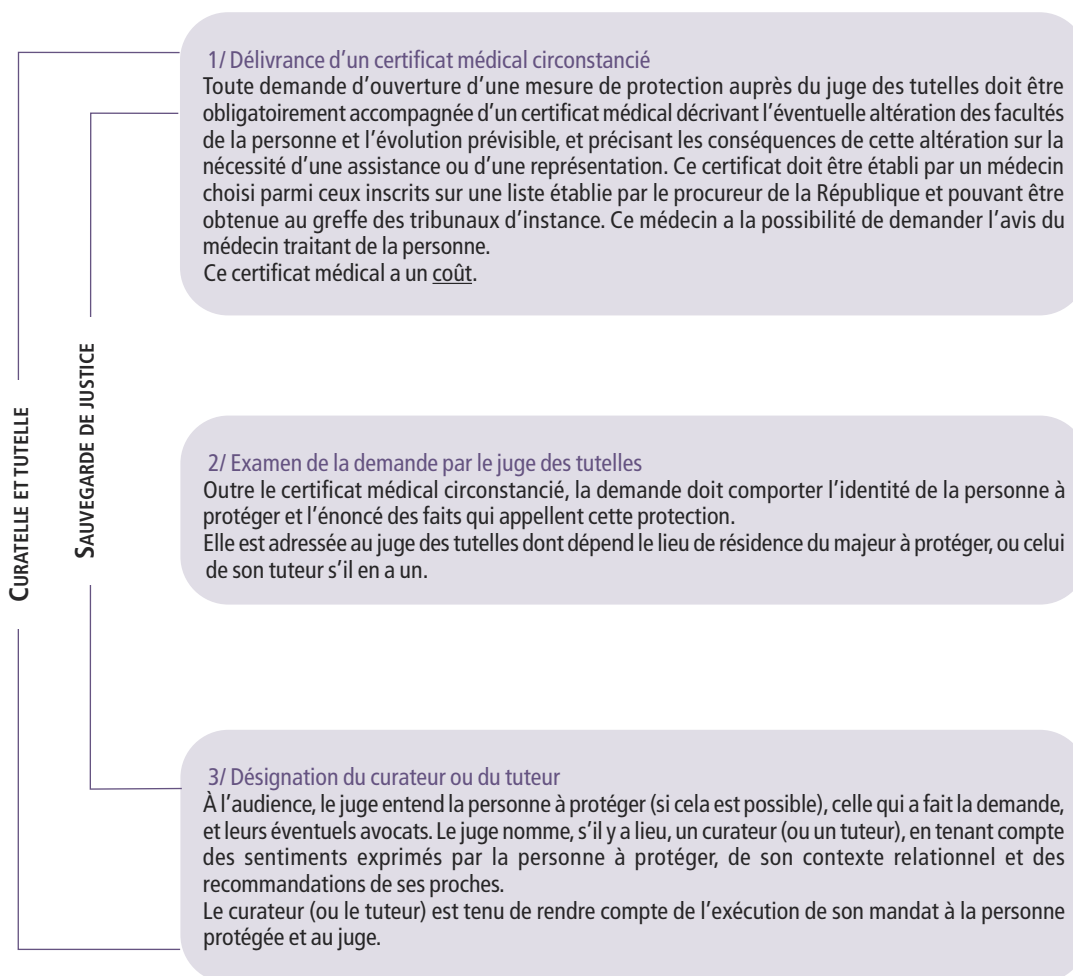 1/ Délivrance d’un certificat médical circonstancié
Toute demande d’ouverture d’une mesure de protection auprès du juge des tutelles doit être
obligatoirement accompagnée d’un certificat médical décrivant l’éventuelle altération des facultés
de la personne et l’évolution prévisible, et précisant les conséquences de cette altération sur la
nécessité d’une assistance ou d’une représentation. Ce certificat doit être établi par un médecin
choisi parmi ceux inscrits sur une liste établie par le procureur de la République et pouvant être
obtenue au greffe des tribunaux d’instance. Ce médecin a la possibilité de demander l’avis du
médecin traitant de la personne.
Ce certificat médical a un coût.
CURATELLE ET TUTELLE
SAUVEGARDE DE JUSTICE
2/ Examen de la demande par le juge des tutelles
Outre le certificat médical circonstancié, la demande doit comporter l’identité de la personne à
protéger et l’énoncé des faits qui appellent cette protection.
Elle est adressée au juge des tutelles dont dépend le lieu de résidence du majeur à protéger, ou celui
de son tuteur s’il en a un.
3/ Désignation du curateur ou du tuteur
À l’audience, le juge entend la personne à protéger (si cela est possible), celle qui a fait la demande,
et leurs éventuels avocats. Le juge nomme, s’il y a lieu, un curateur (ou un tuteur), en tenant compte
des sentiments exprimés par la personne à protéger, de son contexte relationnel et des
recommandations de ses proches.
Le curateur (ou le tuteur) est tenu de rendre compte de l’exécution de son mandat à la personne
protégée et au juge.